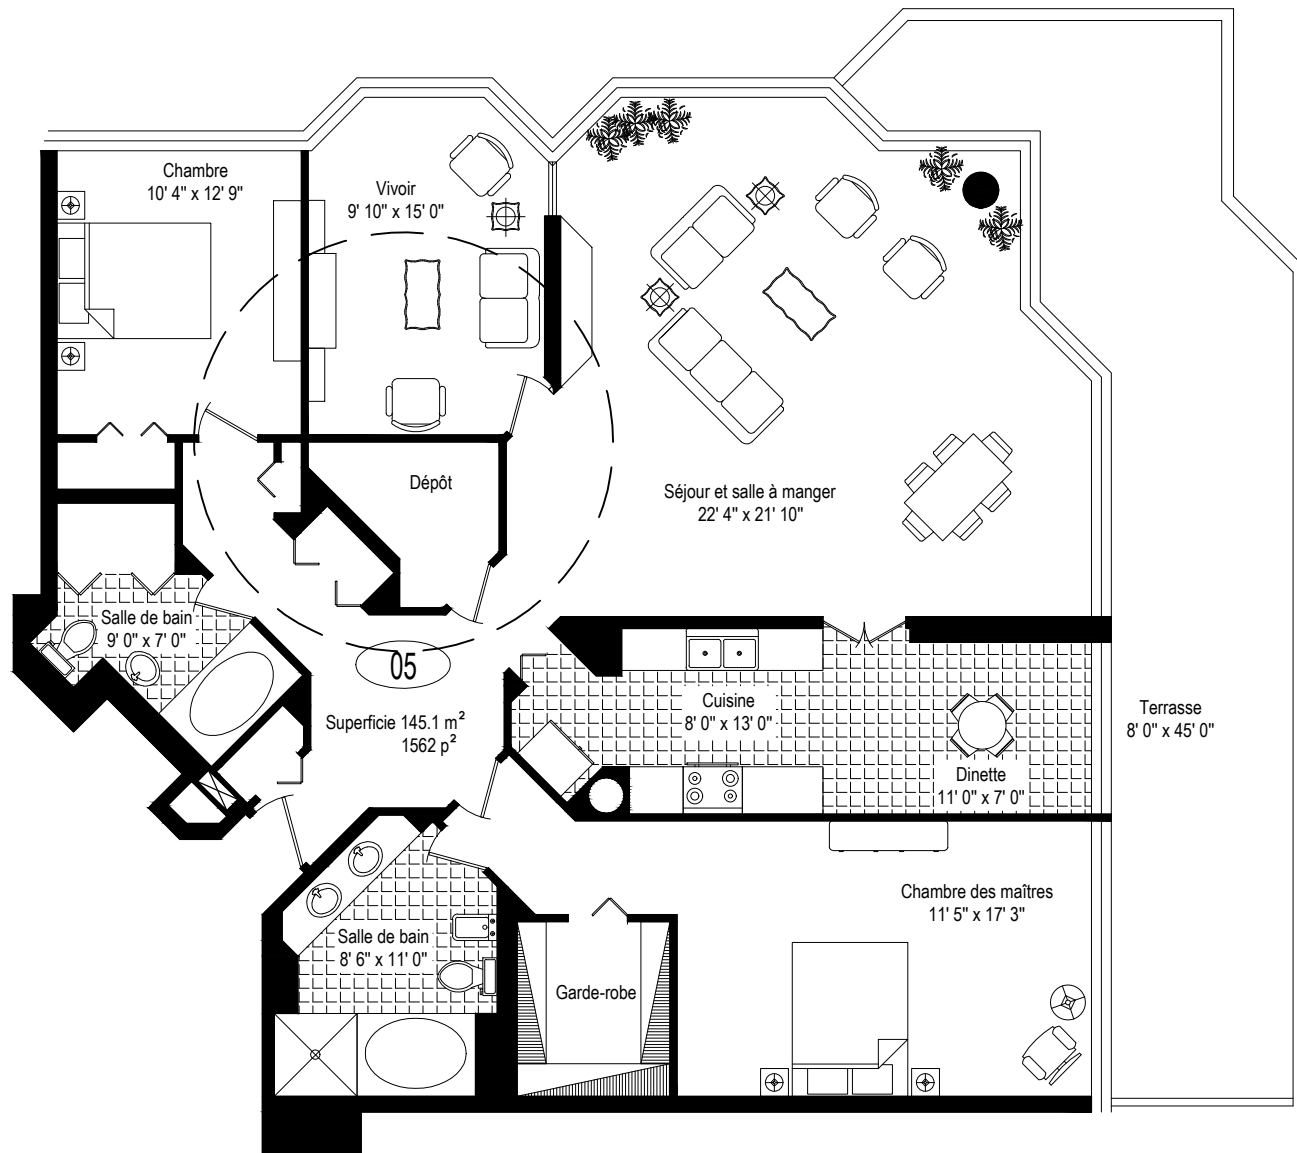 Chambre
10' 4" x 12' 9"
Vivoir
9' 10" x 15' 0"
Dépôt
Séjour et salle à manger
22' 4" x 21' 10"
Salle de bain
9' 0" x 7' 0"
05
Superficie 145.1 m²
1562 p²
Cuisine
8' 0" x 13' 0"
Dinette
11' 0" x 7' 0"
Terrasse
8' 0" x 45' 0"
Chambre des maîtres
11' 5" x 17' 3"
Salle de bain
8' 6" x 11' 0"
Garde-robe